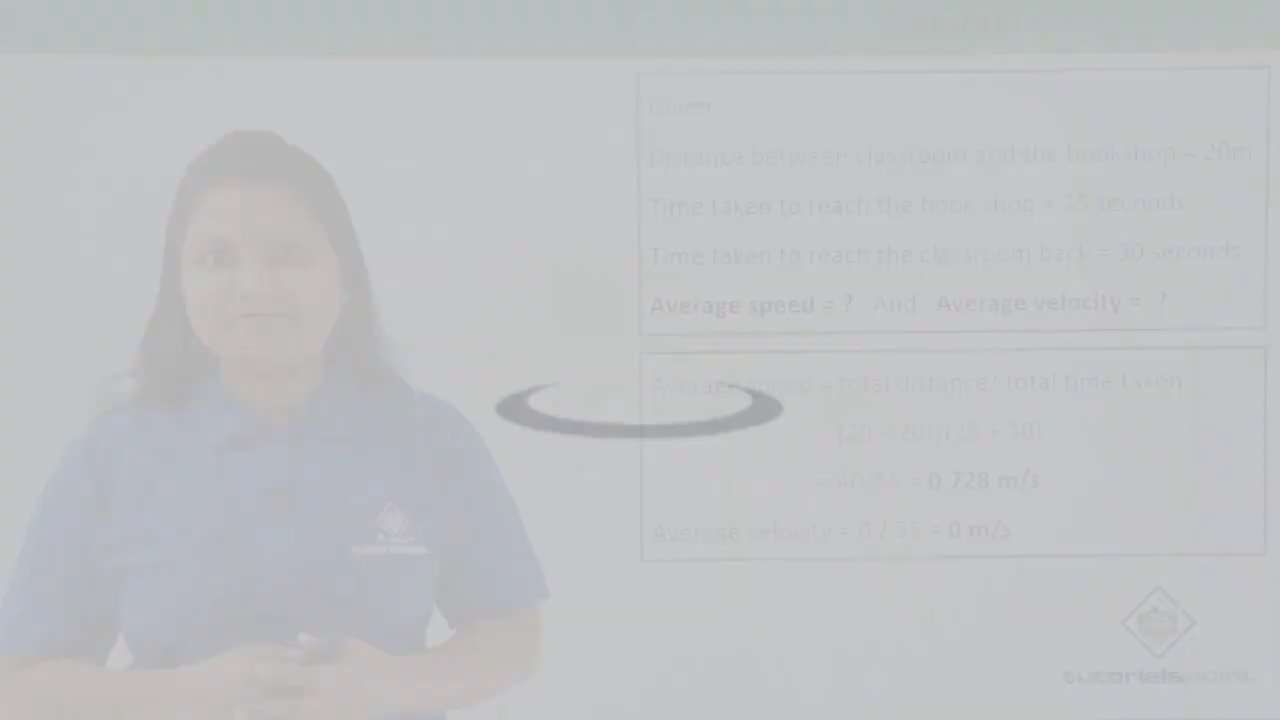 Given
Distance between classroom and the book shop = 20m
Time taken to reach the book shop = 25 seconds
Time taken to reach the classroom back = 30 seconds
Average speed = ? And Average velocity = ?
Average speed = total distance/ total time taken
= (20 + 20)/(25 + 30)
= 40/55 = 0.728 m/s
Average velocity = 0 / 55 = 0 m/s
tutorialspoint